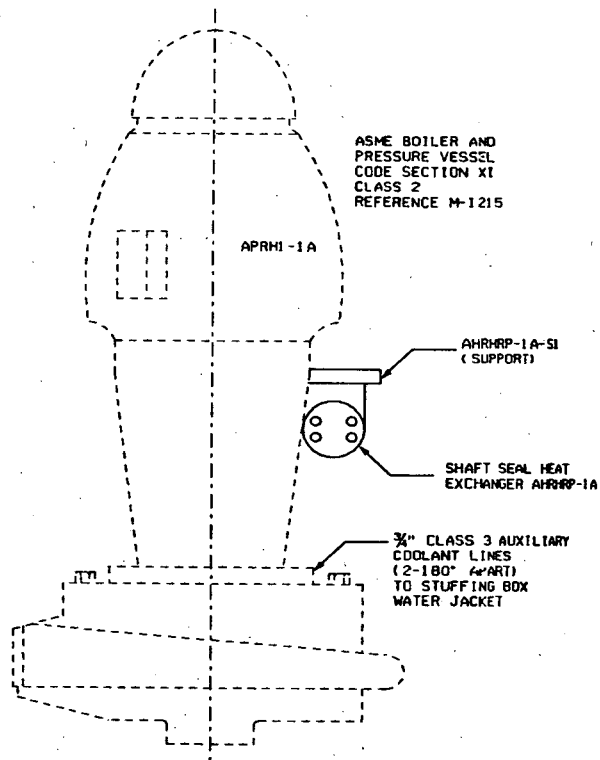 ASME BOILER AND
PRESSURE VESSEL
CODE SECTION XI
CLASS 2
REFERENCE M-1215
APRH1-1A
AHRHRP-1A-S1
(SUPPORT)
SHAFT SEAL HEAT
EXCHANGER AHRHRP-1A
¾" CLASS 3 AUXILIARY
COOLANT LINES
(2-180° APART)
TO STUFFING BOX
WATER JACKET